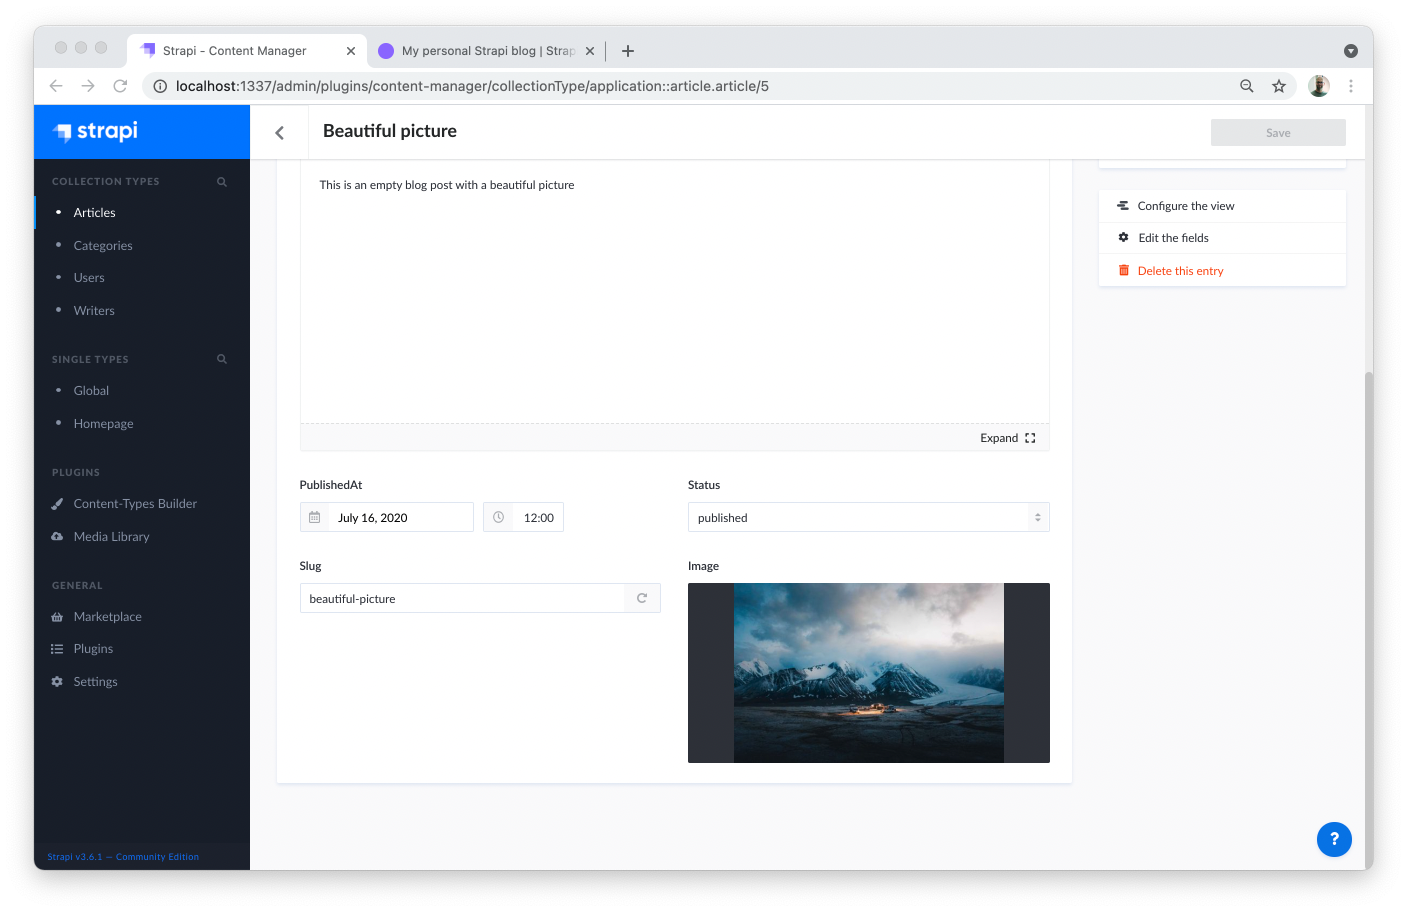 Strapi - Content Manager
My personal Strapi blog | Strap
localhost:1337/admin/plugins/content-manager/collectionType/application::article.article/5
strapi
Beautiful picture
Save
COLLECTION TYPES
Articles
Categories
Users
Writers
SINGLE TYPES
Global
Homepage
PLUGINS
Content-Types Builder
Media Library
GENERAL
Marketplace
Plugins
Settings
Strapi v3.6.1 — Community Edition
This is an empty blog post with a beautiful picture
Expand
PublishedAt
July 16, 2020
12:00
Status
published
Slug
beautiful-picture
Image
Configure the view
Edit the fields
Delete this entry
?